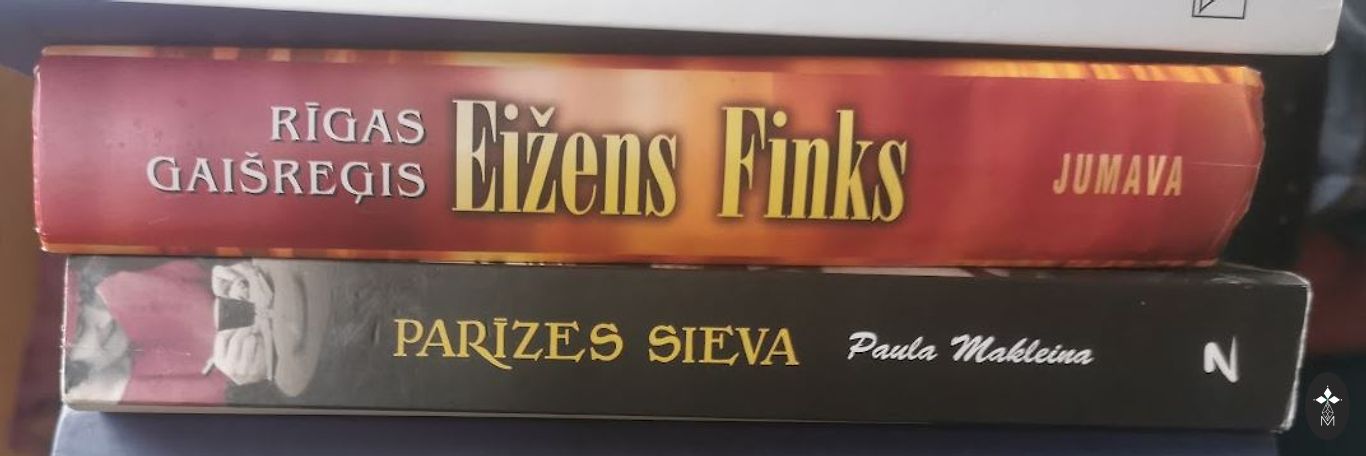 RĪGAS
GAIŠREĢIS
Eižens Finks
JUMAVA
PARĪZES SIEVA
Paula Makleina
N
M